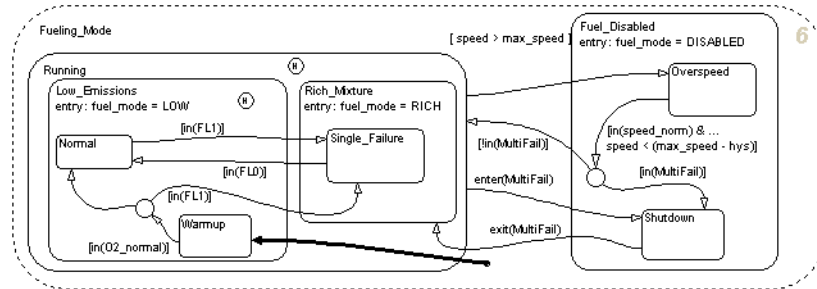 Fueling_Mode
6
[ speed > max_speed ]
Fuel_Disabled
entry: fuel_mode = DISABLED
Running
H
Overspeed
Low_Emissions
entry: fuel_mode = LOW
H
Rich_Mixture
entry: fuel_mode = RICH
[in(FL1)]
Normal
Single_Failure
[in(FL0)]
[in(speed_norm) & ...
speed < (max_speed - hys)]
[!in(MultiFail)]
[in(MultiFail)]
[in(FL1)]
enter(MultiFail)
Warmup
Shutdown
exit(MultiFail)
[in(O2_normal)]